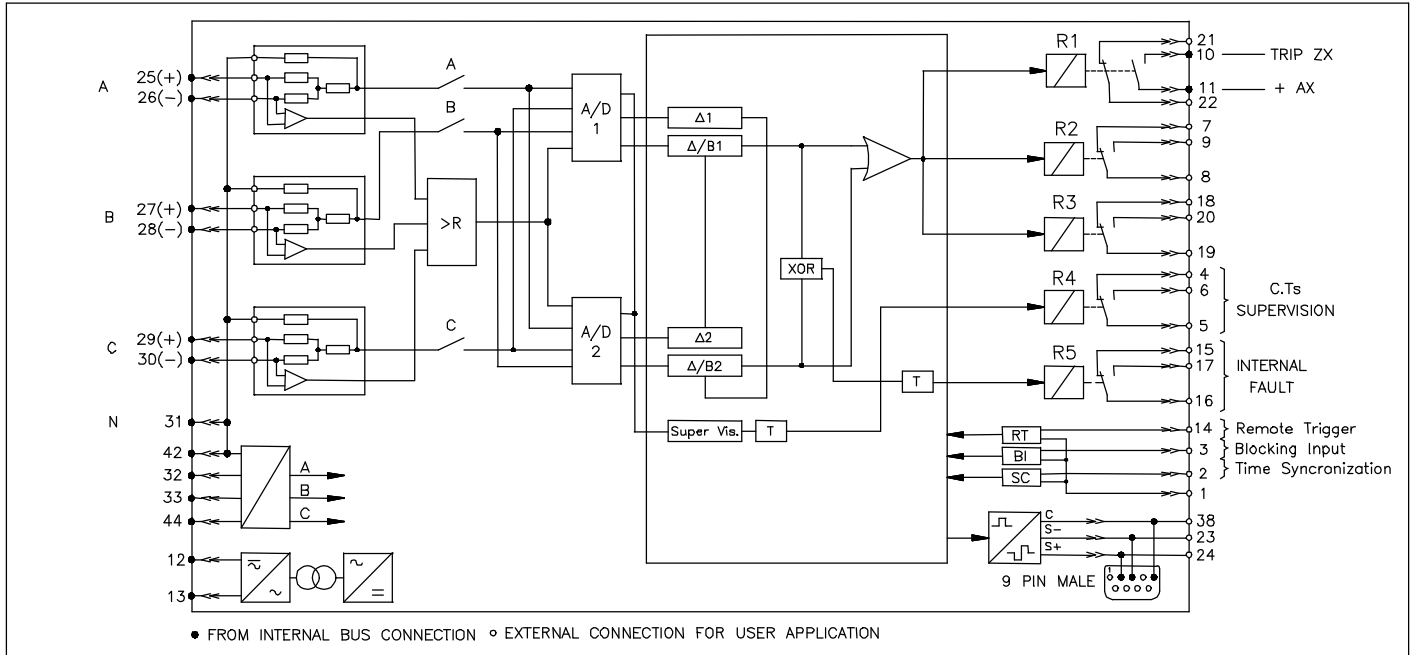 A 25(+)
26(−)
B 27(+)
28(−)
C 29(+)
30(−)
N 31
42
32
33
44
12
13
A
B
C
A
B
C
>R
A/D
1
A/D
2
Δ1
Δ/B1
Δ2
Δ/B2
XOR
Super Vis.
T
T
R1
R2
R3
R4
R5
21
10 TRIP ZX
11 + AX
22
7
9
8
18
20
19
4
6
5
C.Ts
SUPERVISION
15
17
16
INTERNAL
FAULT
RT
14 Remote Trigger
BI
3 Blocking Input
SC
2 Time Syncronization
1
C
38
S−
23
S+
24
9 PIN MALE
1
FROM INTERNAL BUS CONNECTION
EXTERNAL CONNECTION FOR USER APPLICATION